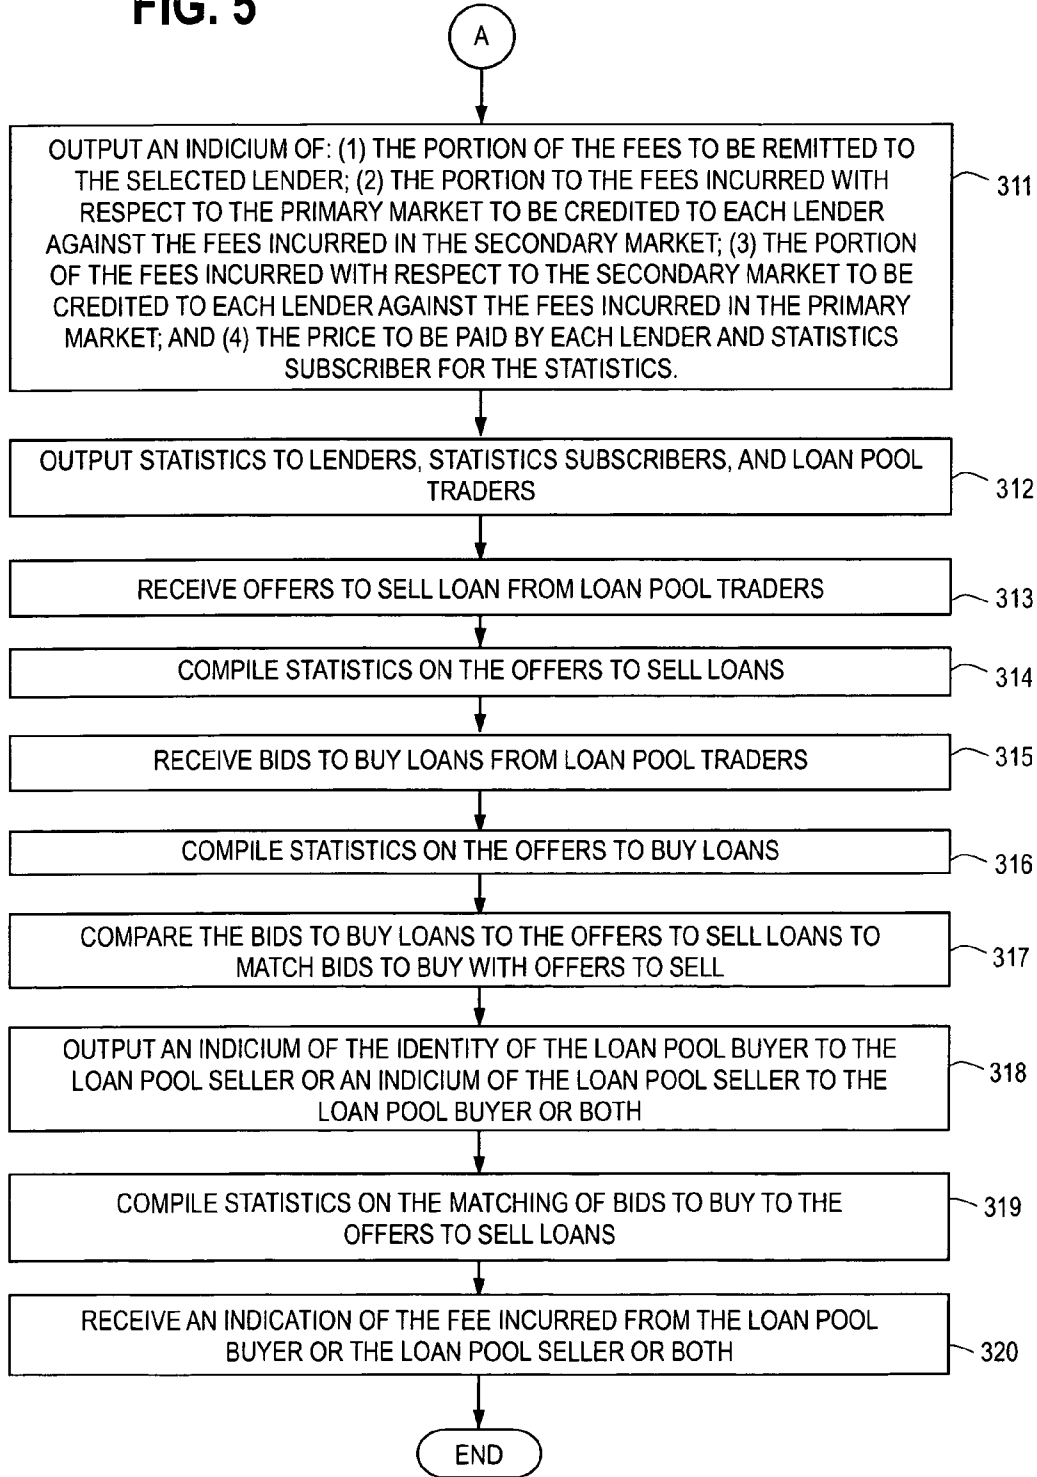 FIG. 5
A
OUTPUT AN INDICIUM OF: (1) THE PORTION OF THE FEES TO BE REMITTED TO
THE SELECTED LENDER; (2) THE PORTION TO THE FEES INCURRED WITH
RESPECT TO THE PRIMARY MARKET TO BE CREDITED TO EACH LENDER
AGAINST THE FEES INCURRED IN THE SECONDARY MARKET; (3) THE PORTION
OF THE FEES INCURRED WITH RESPECT TO THE SECONDARY MARKET TO BE
CREDITED TO EACH LENDER AGAINST THE FEES INCURRED IN THE PRIMARY
MARKET; AND (4) THE PRICE TO BE PAID BY EACH LENDER AND STATISTICS
SUBSCRIBER FOR THE STATISTICS.
311
OUTPUT STATISTICS TO LENDERS, STATISTICS SUBSCRIBERS, AND LOAN POOL
TRADERS
312
RECEIVE OFFERS TO SELL LOAN FROM LOAN POOL TRADERS
313
COMPILE STATISTICS ON THE OFFERS TO SELL LOANS
314
RECEIVE BIDS TO BUY LOANS FROM LOAN POOL TRADERS
315
COMPILE STATISTICS ON THE OFFERS TO BUY LOANS
316
COMPARE THE BIDS TO BUY LOANS TO THE OFFERS TO SELL LOANS TO
MATCH BIDS TO BUY WITH OFFERS TO SELL
317
OUTPUT AN INDICIUM OF THE IDENTITY OF THE LOAN POOL BUYER TO THE
LOAN POOL SELLER OR AN INDICIUM OF THE LOAN POOL SELLER TO THE
LOAN POOL BUYER OR BOTH
318
COMPILE STATISTICS ON THE MATCHING OF BIDS TO BUY TO THE
OFFERS TO SELL LOANS
319
RECEIVE AN INDICATION OF THE FEE INCURRED FROM THE LOAN POOL
BUYER OR THE LOAN POOL SELLER OR BOTH
320
END